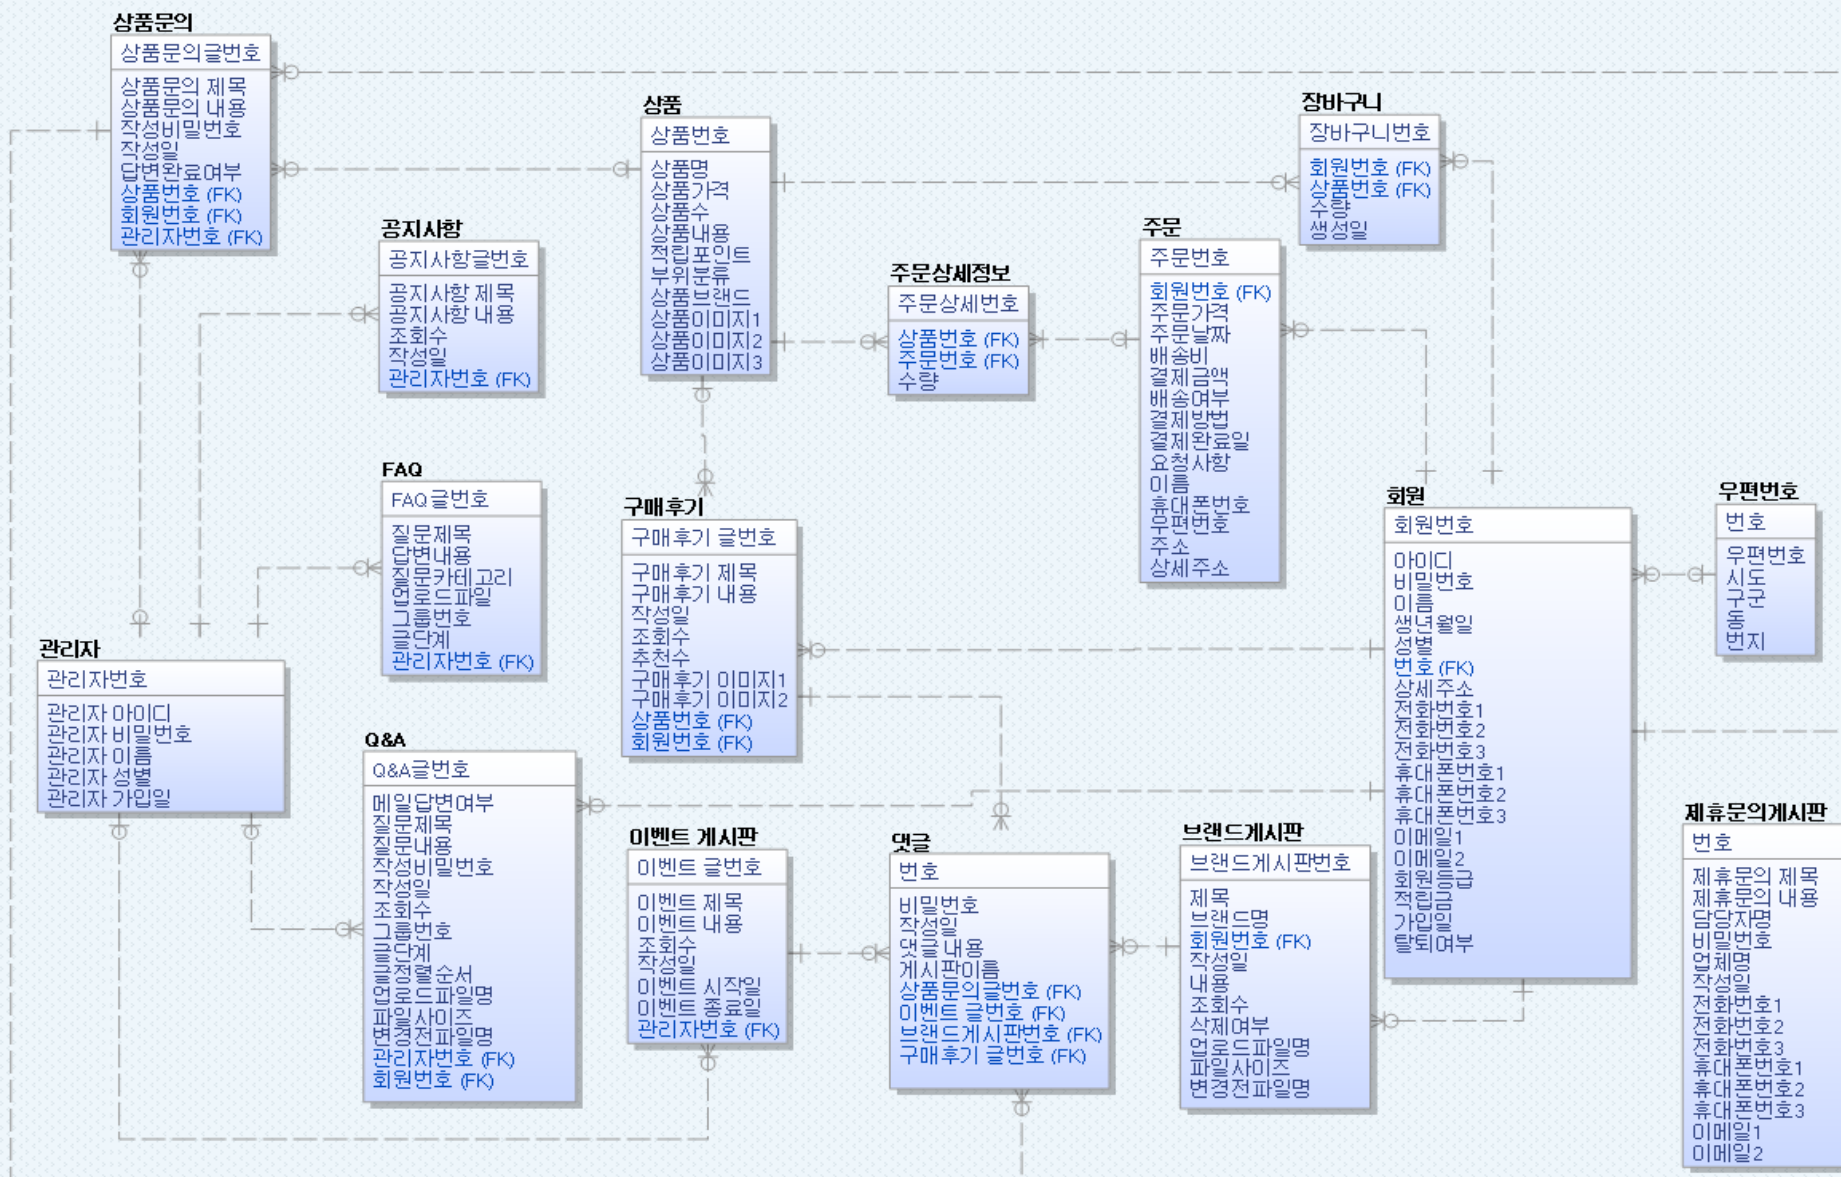 상품문의
상품문의글번호
상품문의 제목
상품문의 내용
작성비밀번호
작성일
답변완료여부
상품번호 (FK)
회원번호 (FK)
관리자번호 (FK)
상품
상품번호
상품명
상품가격
상품수
상품내용
적립포인트
부위분류
상품브랜드
상품이미지1
상품이미지2
상품이미지3
장바구니
장바구니번호
회원번호 (FK)
상품번호 (FK)
수량
생성일
공지사항
공지사항글번호
공지사항 제목
공지사항 내용
조회수
작성일
관리자번호 (FK)
주문상세정보
주문상세번호
상품번호 (FK)
주문번호 (FK)
수량
주문
주문번호
회원번호 (FK)
주문가격
주문날짜
배송비
결제금액
배송여부
결제방법
결제완료일
요청사항
이름
휴대폰번호
우편번호
주소
상세주소
FAQ
FAQ글번호
질문제목
답변내용
질문카테고리
업로드파일
그룹번호
글단계
관리자번호 (FK)
구매후기
구매후기 글번호
구매후기 제목
구매후기 내용
작성일
조회수
추천수
구매후기 이미지1
구매후기 이미지2
상품번호 (FK)
회원번호 (FK)
회원
회원번호
아이디
비밀번호
이름
생년월일
성별
번호 (FK)
상세주소
전화번호1
전화번호2
전화번호3
휴대폰번호1
휴대폰번호2
휴대폰번호3
이메일1
이메일2
회원등급
적립금
가입일
탈퇴여부
우편번호
번호
우편번호
시도
구군
동
번지
관리자
관리자번호
관리자 아이디
관리자 비밀번호
관리자 이름
관리자 성별
관리자 가입일
Q&A
Q&A글번호
메일답변여부
질문제목
질문내용
작성비밀번호
작성일
조회수
그룹번호
글단계
글정렬순서
업로드파일명
파일사이즈
변경전파일명
관리자번호 (FK)
회원번호 (FK)
이벤트 게시판
이벤트 글번호
이벤트 제목
이벤트 내용
조회수
작성일
이벤트 시작일
이벤트 종료일
관리자번호 (FK)
댓글
번호
비밀번호
작성일
댓글내용
게시판이름
상품문의글번호 (FK)
이벤트 글번호 (FK)
브랜드게시판번호 (FK)
구매후기 글번호 (FK)
브랜드게시판
브랜드게시판번호
제목
브랜드명
회원번호 (FK)
작성일
내용
조회수
삭제여부
업로드파일명
파일사이즈
변경전파일명
제휴문의게시판
번호
제휴문의 제목
제휴문의 내용
담당자명
비밀번호
업체명
작성일
전화번호1
전화번호2
전화번호3
휴대폰번호1
휴대폰번호2
휴대폰번호3
이메일1
이메일2